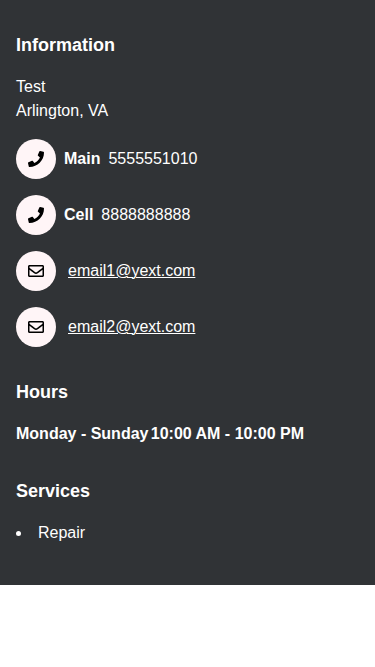 Information
Test
Arlington, VA
Main 5555551010
Cell 8888888888
email1@yext.com
email2@yext.com
Hours
Monday - Sunday 10:00 AM - 10:00 PM
Services
Repair